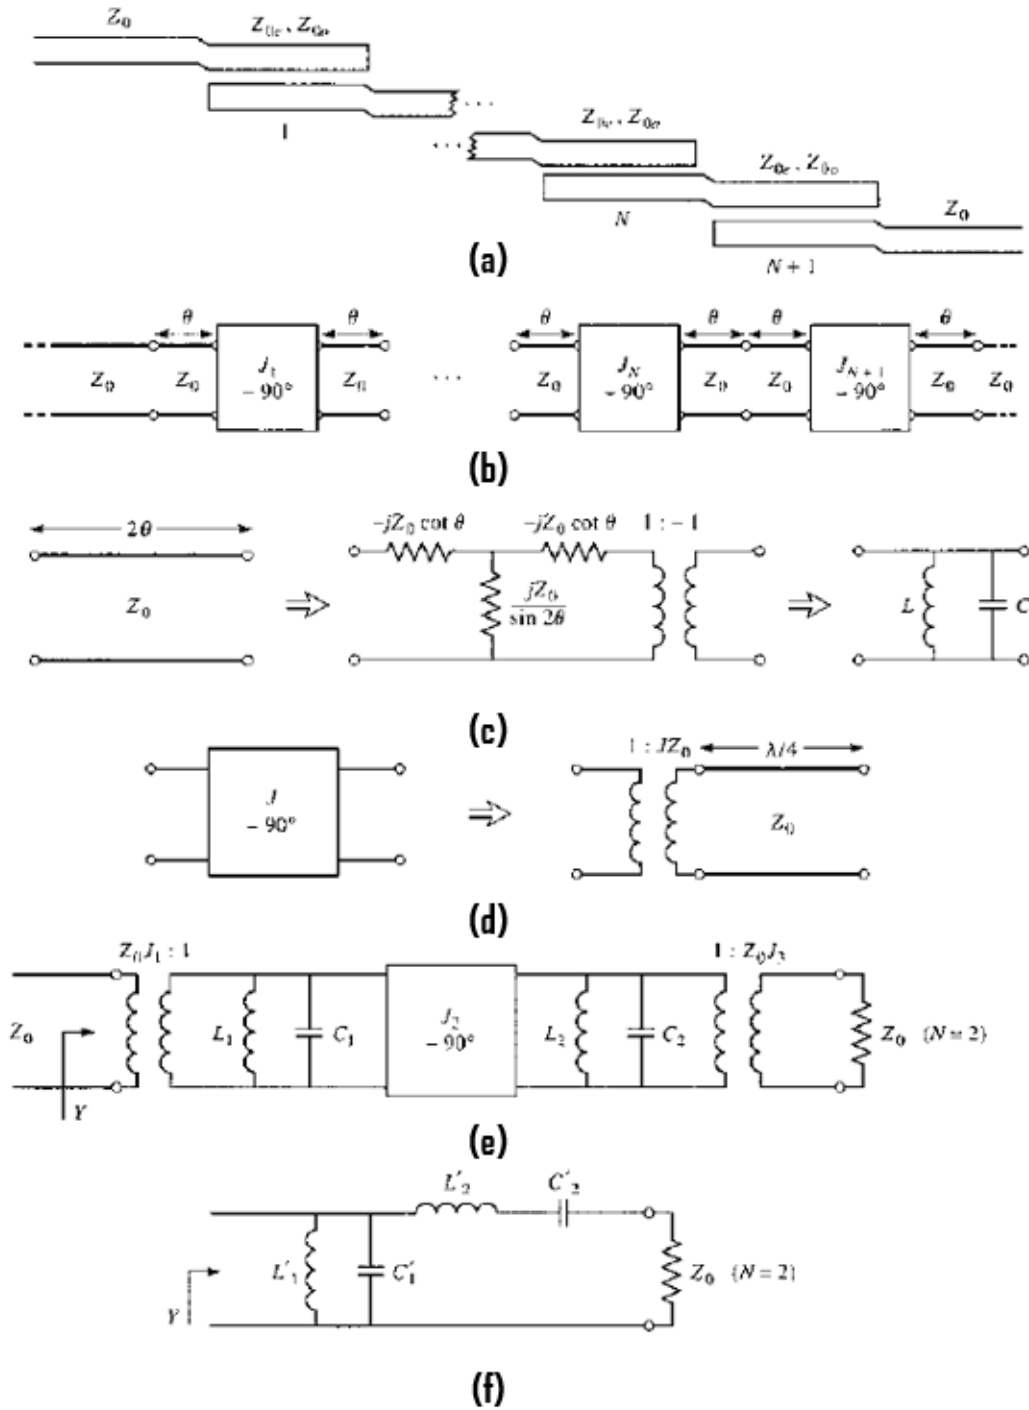 Z₀ Z₀ₑ, Z₀ₒ
1
Z₀ₑ, Z₀ₒ
N
Z₀ₑ, Z₀ₒ
Z₀
N + 1
(a)
θ θ θ θ θ θ
Z₀ Z₀ J₁ −90° Z₀ ··· Z₀ J_N −90° Z₀ Z₀ J_{N+1} −90° Z₀ Z₀
(b)
2θ
Z₀
−jZ₀ cot θ −jZ₀ cot θ 1 : −1
jZ₀
sin 2θ
L C
(c)
J
−90°
1 : JZ₀ λ/4
Z₀
(d)
Z₀J₁ : 1 1 : Z₀J₃
Z₀ L₁ C₁ J₂ −90° L₂ C₂ Z₀ (N = 2)
Y
(e)
L′₂ C′₂
L′₁ C′₁ Z₀ (N = 2)
Y
(f)